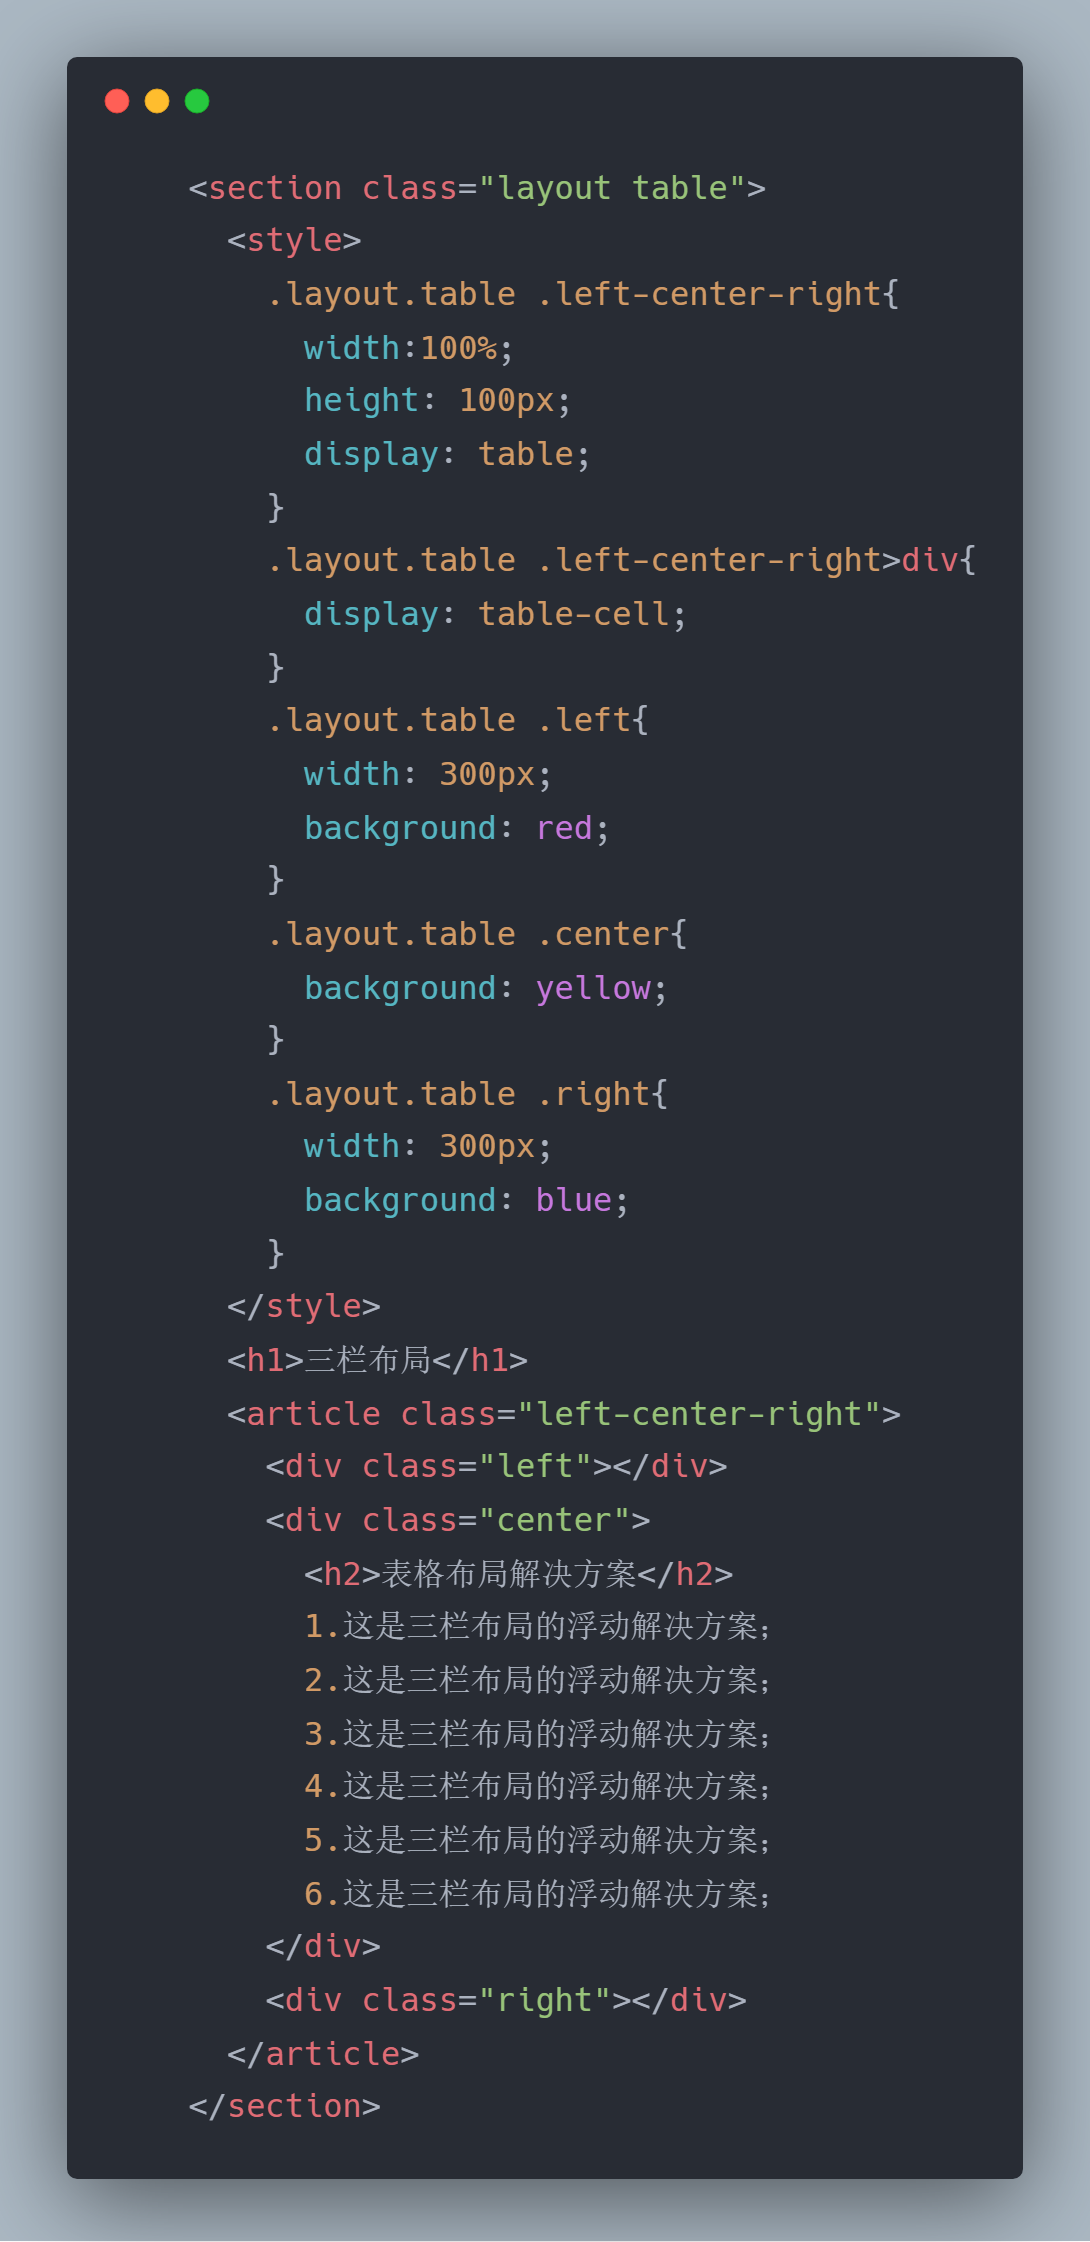 <section class="layout table">
<style>
.layout.table .left-center-right{
width:100%;
height: 100px;
display: table;
}
.layout.table .left-center-right>div{
display: table-cell;
}
.layout.table .left{
width: 300px;
background: red;
}
.layout.table .center{
background: yellow;
}
.layout.table .right{
width: 300px;
background: blue;
}
</style>
<h1>三栏布局</h1>
<article class="left-center-right">
<div class="left"></div>
<div class="center">
<h2>表格布局解决方案</h2>
1.这是三栏布局的浮动解决方案;
2.这是三栏布局的浮动解决方案;
3.这是三栏布局的浮动解决方案;
4.这是三栏布局的浮动解决方案;
5.这是三栏布局的浮动解决方案;
6.这是三栏布局的浮动解决方案;
</div>
<div class="right"></div>
</article>
</section>